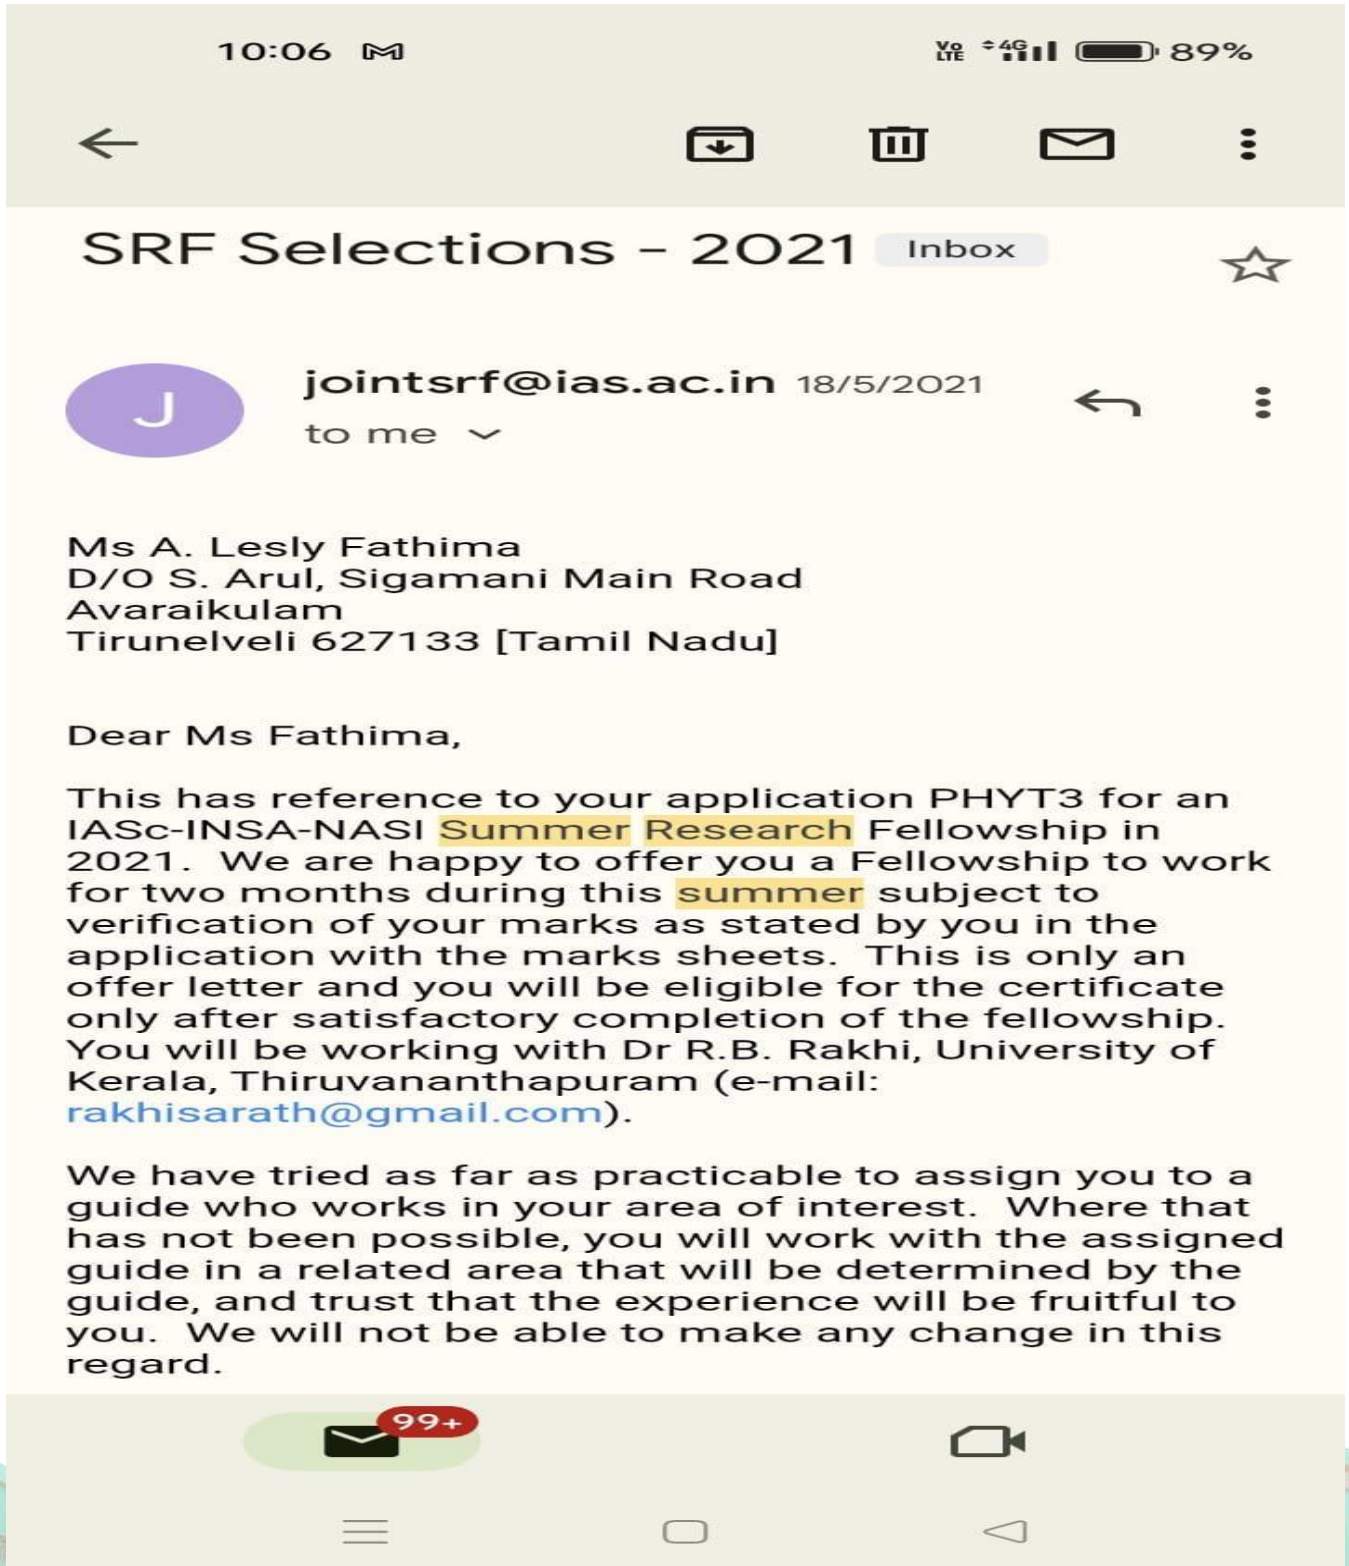 10:06
Vo LTE 4G 89%
SRF Selections - 2021 Inbox
J
jointsrf@ias.ac.in 18/5/2021
to me
Ms A. Lesly Fathima
D/O S. Arul, Sigamani Main Road
Avaraikulam
Tirunelveli 627133 [Tamil Nadu]
Dear Ms Fathima,
This has reference to your application PHYT3 for an
IASc-INSA-NASI Summer Research Fellowship in
2021.  We are happy to offer you a Fellowship to work
for two months during this summer subject to
verification of your marks as stated by you in the
application with the marks sheets.  This is only an
offer letter and you will be eligible for the certificate
only after satisfactory completion of the fellowship.
You will be working with Dr R.B. Rakhi, University of
Kerala, Thiruvananthapuram (e-mail:
rakhisarath@gmail.com).
We have tried as far as practicable to assign you to a
guide who works in your area of interest.  Where that
has not been possible, you will work with the assigned
guide in a related area that will be determined by the
guide, and trust that the experience will be fruitful to
you.  We will not be able to make any change in this
regard.
99+